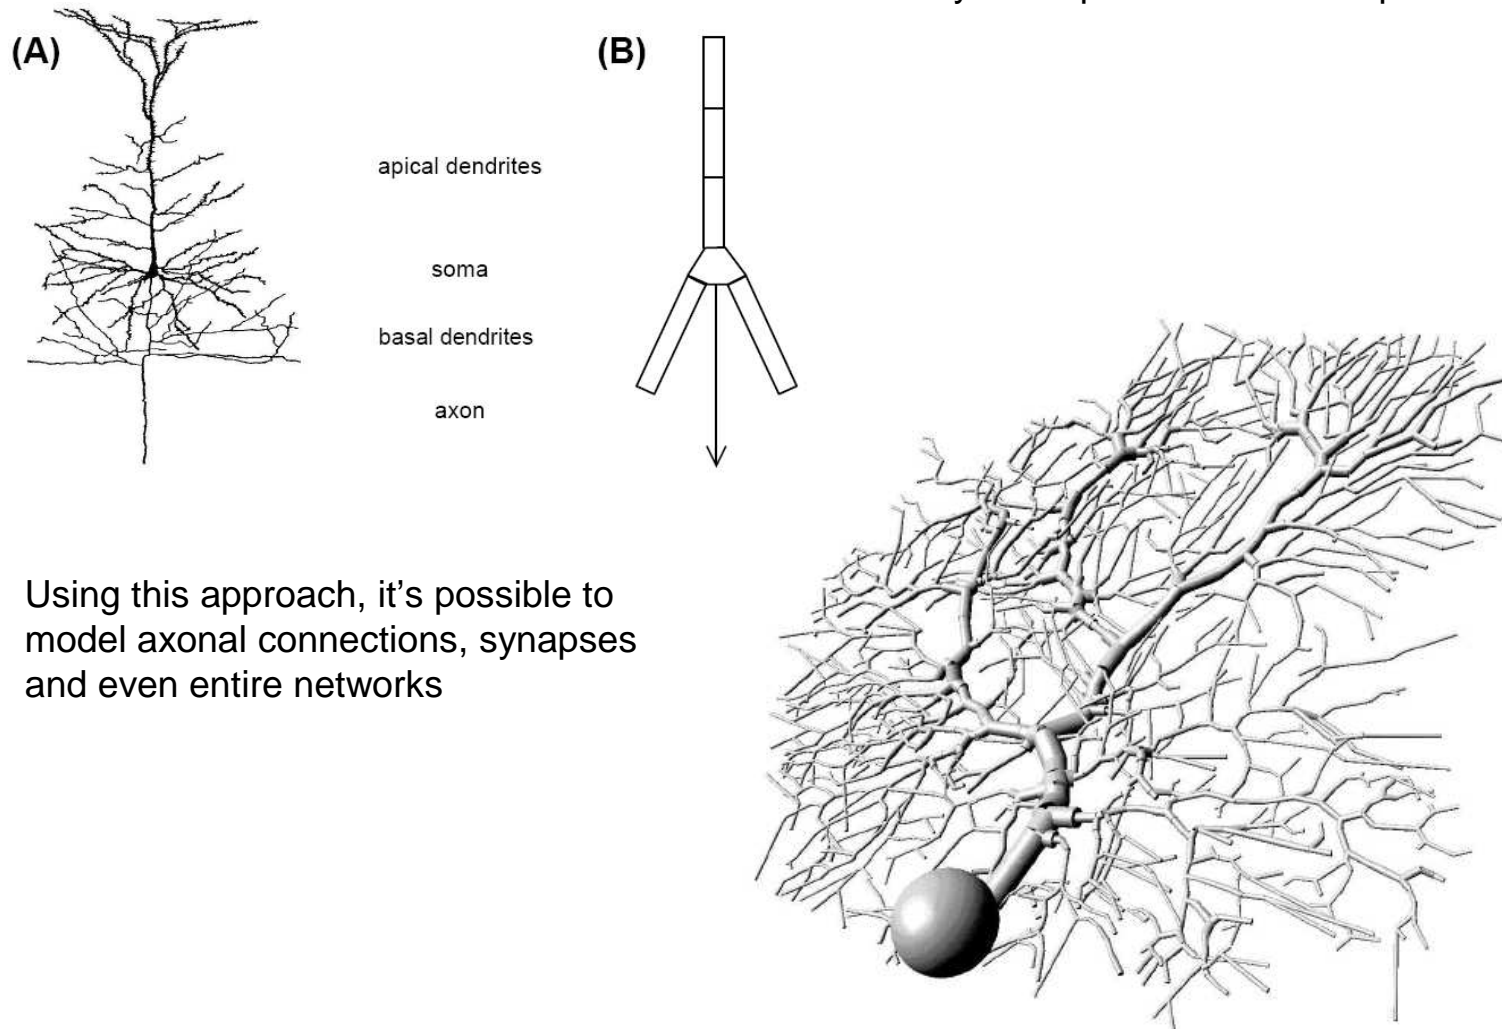 (A)
(B)
apical dendrites
soma
basal dendrites
axon
Using this approach, it’s possible to
model axonal connections, synapses
and even entire networks